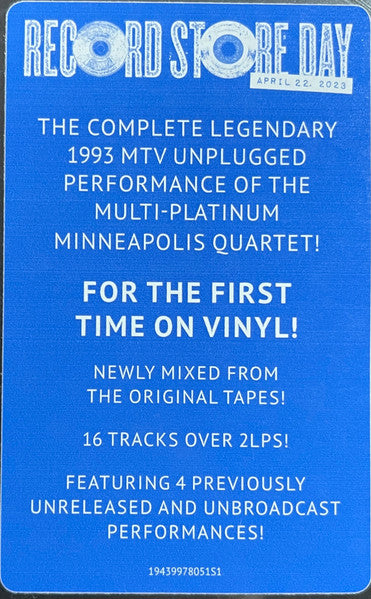 RECORD STORE DAY
APRIL 22, 2023
THE COMPLETE LEGENDARY
1993 MTV UNPLUGGED
PERFORMANCE OF THE
MULTI-PLATINUM
MINNEAPOLIS QUARTET!
FOR THE FIRST
TIME ON VINYL!
NEWLY MIXED FROM
THE ORIGINAL TAPES!
16 TRACKS OVER 2LPS!
FEATURING 4 PREVIOUSLY
UNRELEASED AND UNBROADCAST
PERFORMANCES!
19439978051S1